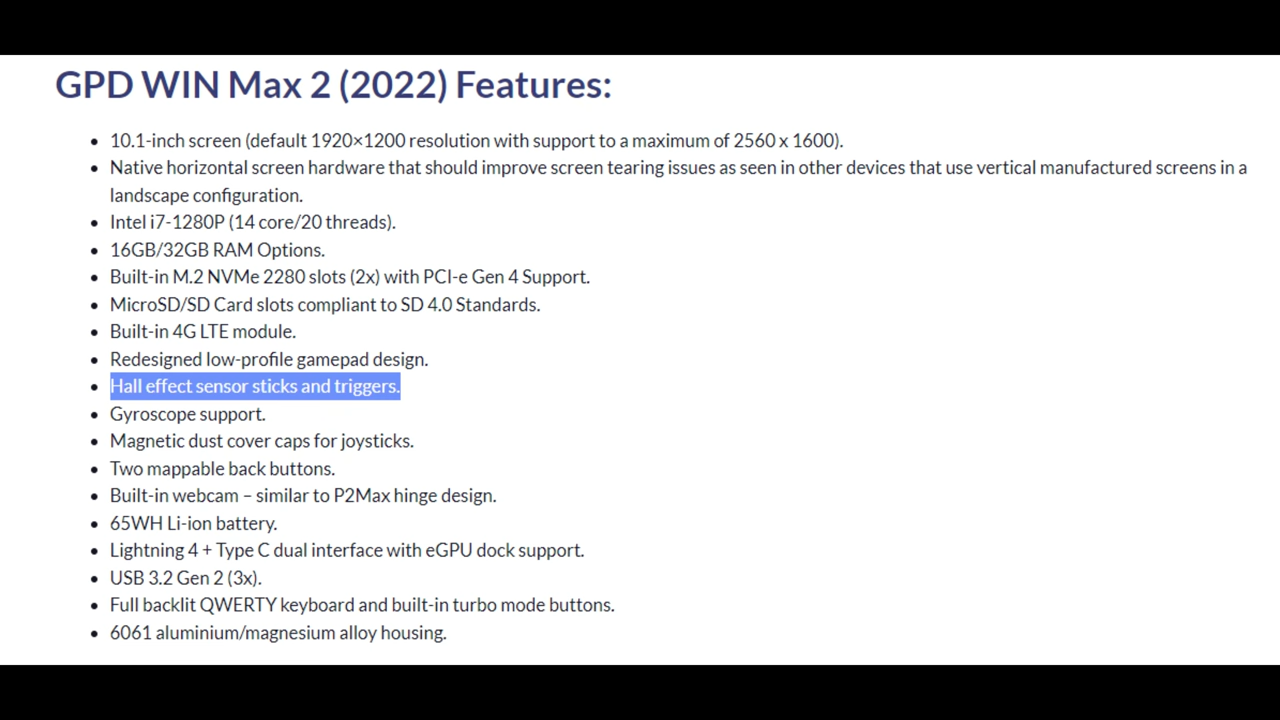 GPD WIN Max 2 (2022) Features:
10.1-inch screen (default 1920×1200 resolution with support to a maximum of 2560 x 1600).
Native horizontal screen hardware that should improve screen tearing issues as seen in other devices that use vertical manufactured screens in a
landscape configuration.
Intel i7-1280P (14 core/20 threads).
16GB/32GB RAM Options.
Built-in M.2 NVMe 2280 slots (2x) with PCI-e Gen 4 Support.
MicroSD/SD Card slots compliant to SD 4.0 Standards.
Built-in 4G LTE module.
Redesigned low-profile gamepad design.
Hall effect sensor sticks and triggers.
Gyroscope support.
Magnetic dust cover caps for joysticks.
Two mappable back buttons.
Built-in webcam – similar to P2Max hinge design.
65WH Li-ion battery.
Lightning 4 + Type C dual interface with eGPU dock support.
USB 3.2 Gen 2 (3x).
Full backlit QWERTY keyboard and built-in turbo mode buttons.
6061 aluminium/magnesium alloy housing.